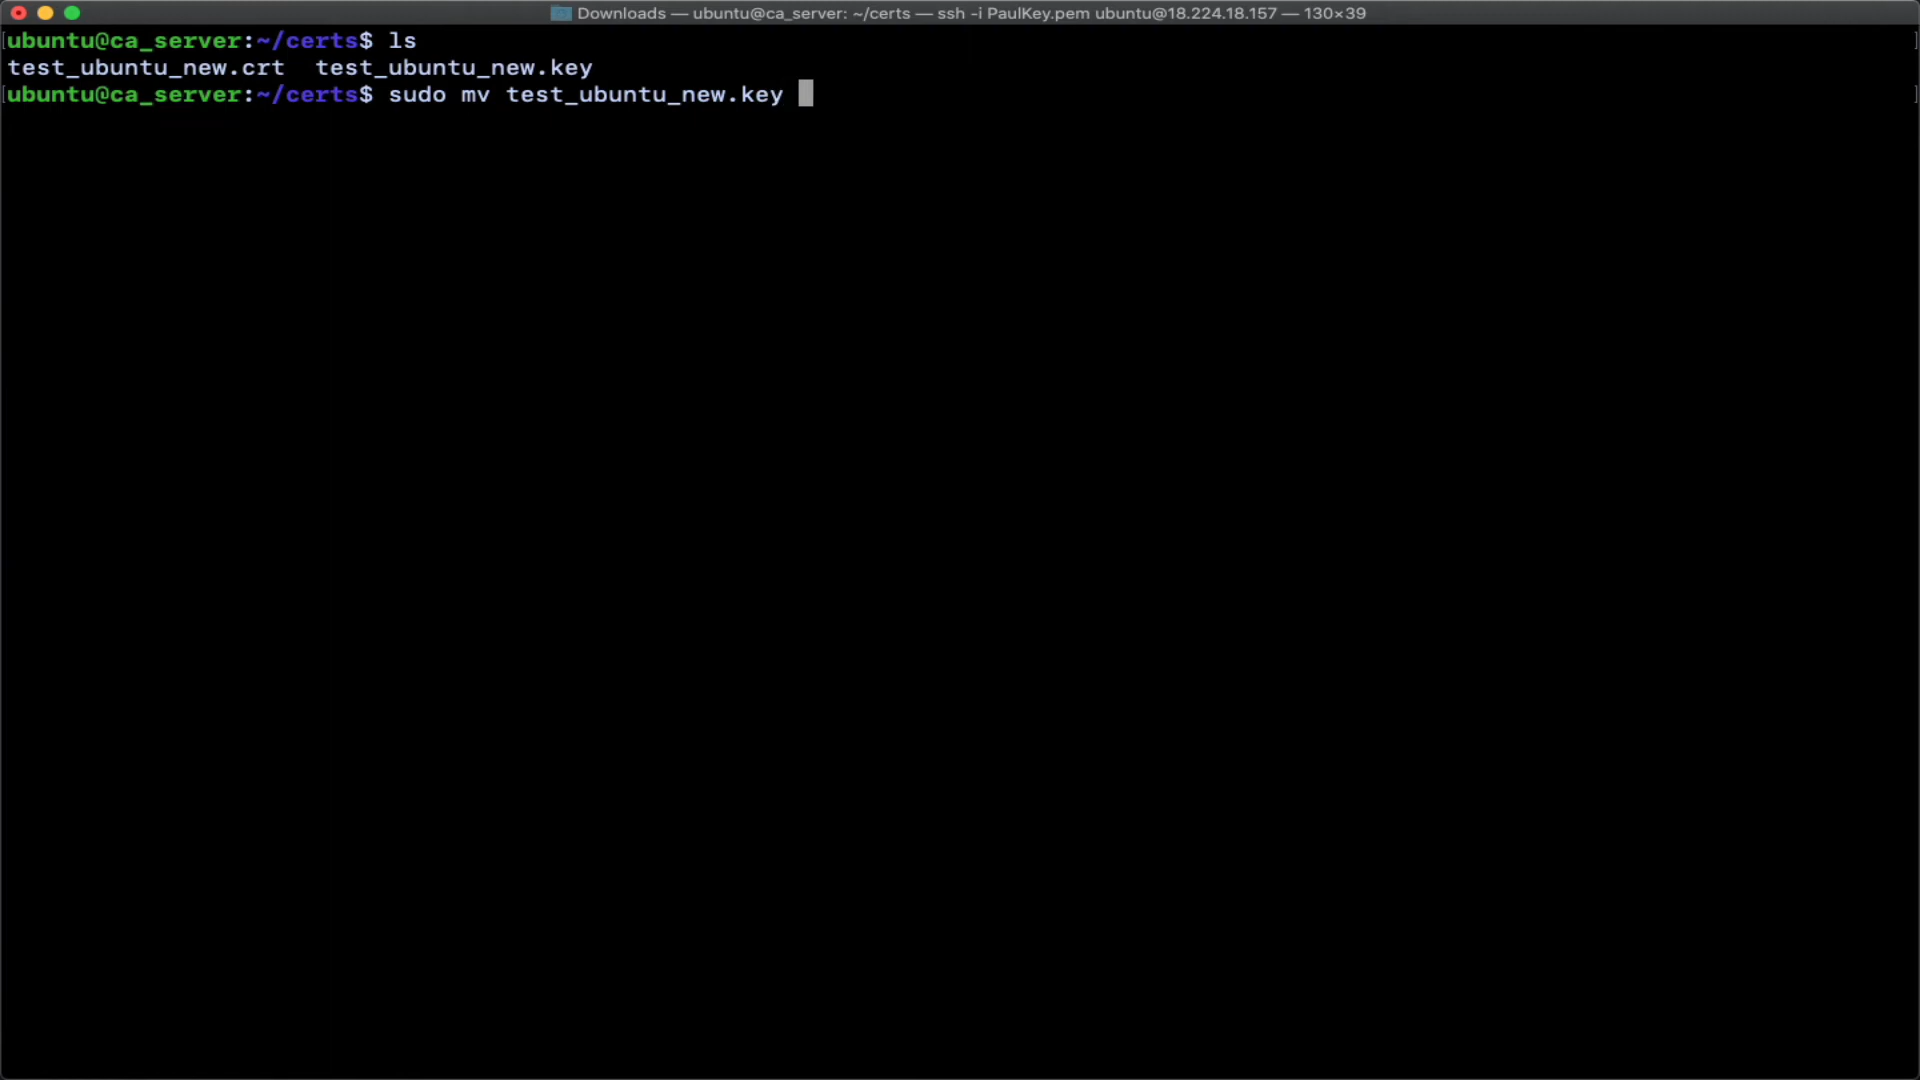 Downloads — ubuntu@ca_server: ~/certs — ssh -i PaulKey.pem ubuntu@18.224.18.157 — 130×39
[ubuntu@ca_server:~/certs$ ls ]
test_ubuntu_new.crt  test_ubuntu_new.key
[ubuntu@ca_server:~/certs$ sudo mv test_ubuntu_new.key ]